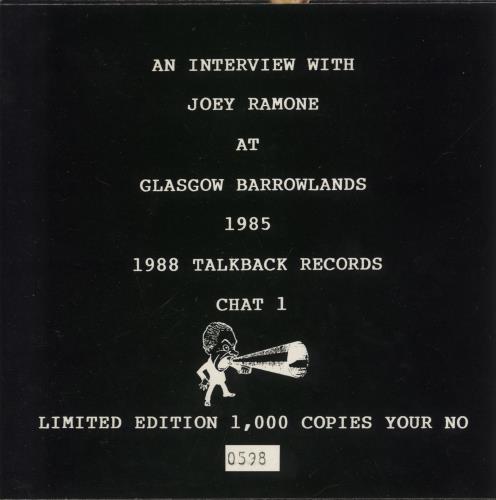 AN INTERVIEW WITH
JOEY RAMONE
AT
GLASGOW BARROWLANDS
1985
1988 TALKBACK RECORDS
CHAT 1
LIMITED EDITION 1,000 COPIES YOUR NO
0598